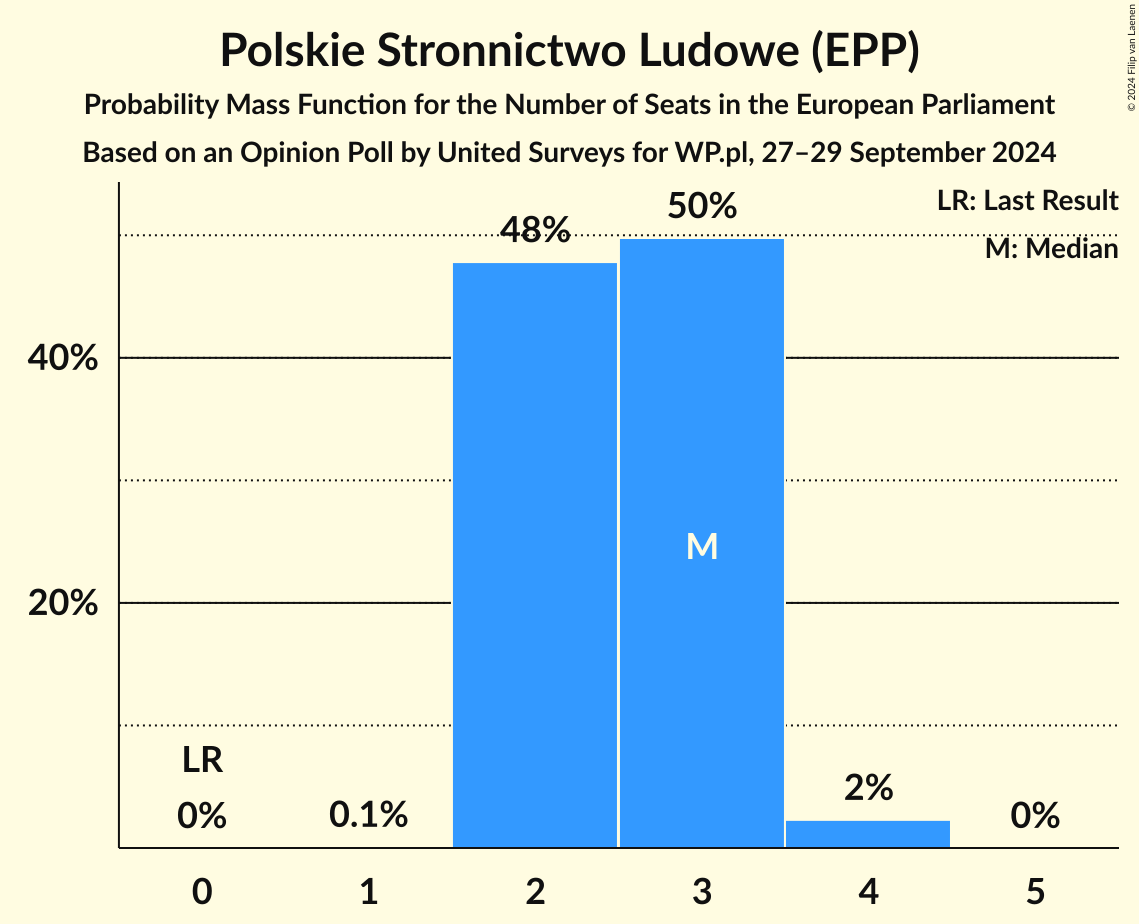 Polskie Stronnictwo Ludowe (EPP)
Probability Mass Function for the Number of Seats in the European Parliament
Based on an Opinion Poll by United Surveys for WP.pl, 27–29 September 2024
© 2024 Filip van Laenen
LR: Last Result
M: Median
50%
48%
40%
M
20%
LR
0%
0.1%
2%
0%
0
1
2
3
4
5